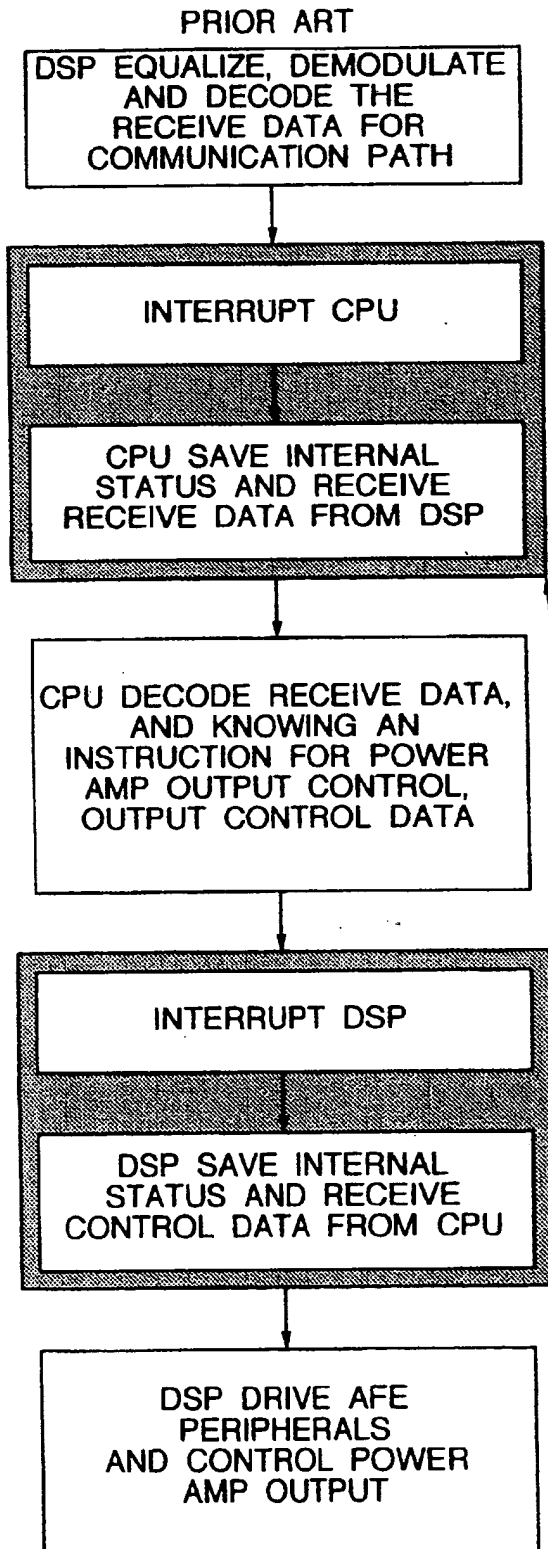 PRIOR ART
DSP EQUALIZE, DEMODULATE
AND DECODE THE
RECEIVE DATA FOR
COMMUNICATION PATH
INTERRUPT CPU
CPU SAVE INTERNAL
STATUS AND RECEIVE
RECEIVE DATA FROM DSP
CPU DECODE RECEIVE DATA,
AND KNOWING AN
INSTRUCTION FOR POWER
AMP OUTPUT CONTROL,
OUTPUT CONTROL DATA
INTERRUPT DSP
DSP SAVE INTERNAL
STATUS AND RECEIVE
CONTROL DATA FROM CPU
DSP DRIVE AFE
PERIPHERALS
AND CONTROL POWER
AMP OUTPUT